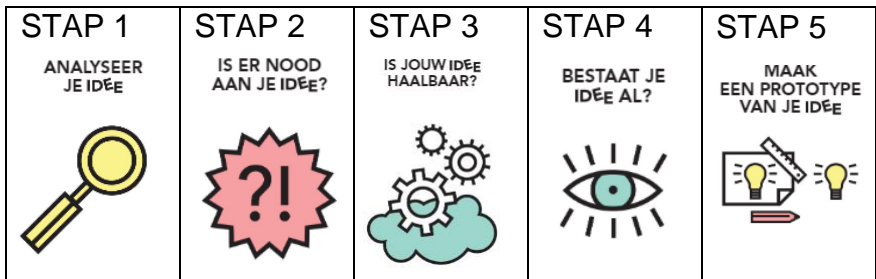 STAP 1
ANALYSEER
JE IDEE
STAP 2
IS ER NOOD
AAN JE IDEE?
?!
STAP 3
IS JOUW IDEE
HAALBAAR?
STAP 4
BESTAAT JE
IDEE AL?
STAP 5
MAAK
EEN PROTOTYPE
VAN JE IDEE